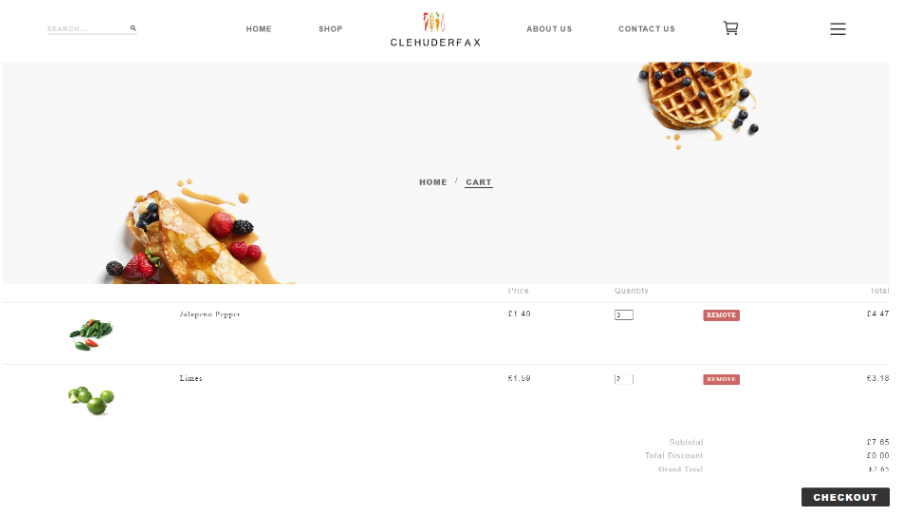 SEARCH...
HOME SHOP CLEHUDERFAX ABOUT US CONTACT US
HOME / CART
Price Quantity Total
Jalapeno Pepper £1.49 REMOVE £4.47
Limes £1.59 2 REMOVE £3.18
Subtotal £7.65
Total Discount £0.00
Grand Total £7.65
CHECKOUT